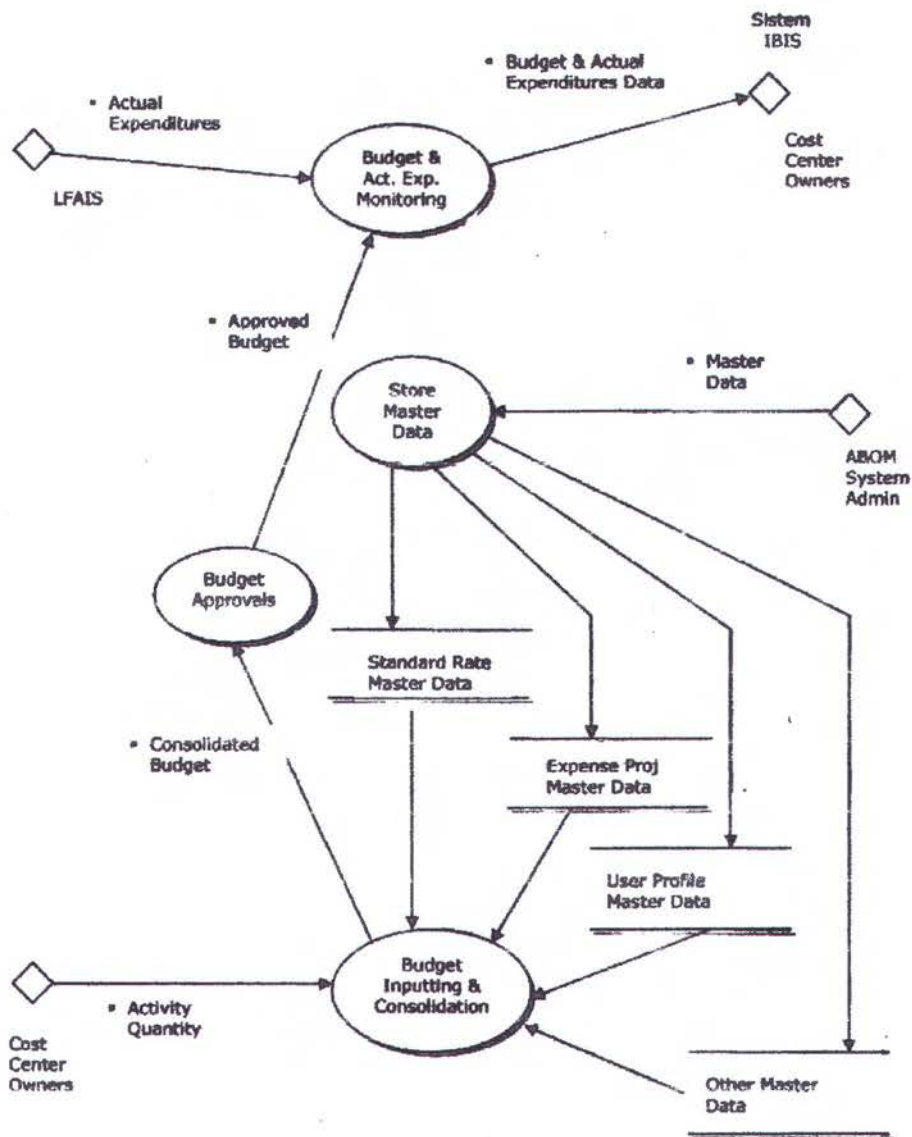 Sistem
IBIS
▪ Budget & Actual
Expenditures Data
▪ Actual
Expenditures
Budget &
Act. Exp.
Monitoring
Cost
Center
Owners
LFAIS
▪ Approved
Budget
▪ Master
Data
Store
Master
Data
ABOM
System
Admin
Budget
Approvals
Standard Rate
Master Data
▪ Consolidated
Budget
Expense Proj
Master Data
User Profile
Master Data
Budget
Inputting &
Consolidation
▪ Activity
Quantity
Cost
Center
Owners
Other Master
Data